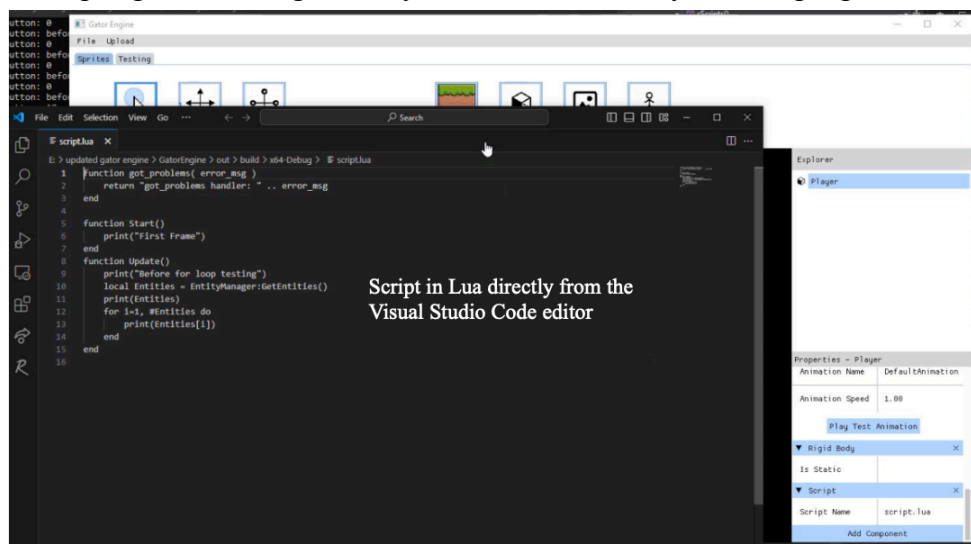 utton: 0
utton: befo
utton: 0
utton: befo
utton: 0
utton: befo
utton: 0
utton: befo
Gator Engine
File Upload
Sprites Testing
File Edit Selection View Go ··· Search
script.lua
E: > updated gator engine > GatorEngine > out > build > x64-Debug > script.lua
1 function got_problems( error_msg )
2 return "got_problems handler: " .. error_msg
3 end
4
5 function Start()
6 print("First Frame")
7 end
8 function Update()
9 print("Before for loop testing")
10 local Entities = EntityManager:GetEntities()
11 print(Entities)
12 for i=1, #Entities do
13 print(Entities[i])
14 end
15 end
16
Script in Lua directly from the
Visual Studio Code editor
Explorer
Player
Properties - Player
Animation Name DefaultAnimation
Animation Speed 1.00
Play Test Animation
Rigid Body
Is Static
Script
Script Name script.lua
Add Component